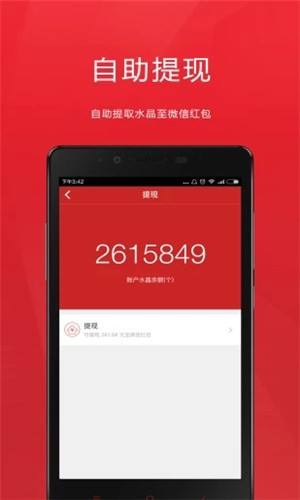 自助提现
自助提取水晶至微信红包
下午3:42
提现
2615849
账户水晶余额(个)
提现
可提现 261.58 元至微信红包